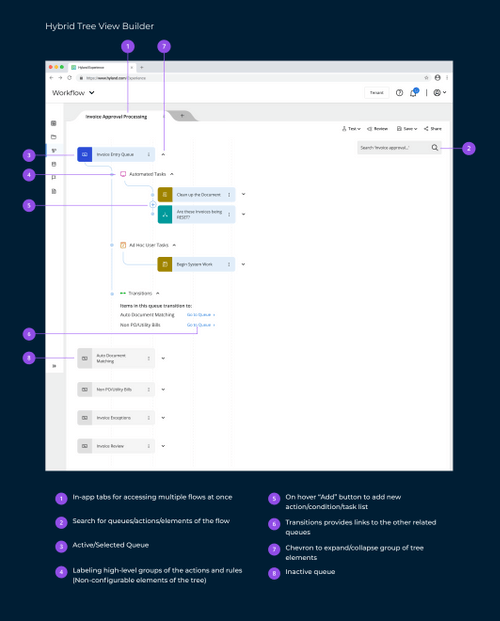 Hybrid Tree View Builder
1
7
HylandExperience
https://www.hyland.com/Experience
Workflow
Tenant
Invoice Approval Processing
Test
Review
Save
Share
Search Invoice approval../
2
3
Invoice Entry Queue
4
Automated Tasks
Clean up the Document
5
Are these Invoices being
RESET?
Ad Hoc User Tasks
Begin System Work
Transitions
Items in this queue transition to:
Auto Document Matching
Go to Queue >
Non PO/Utility Bills
Go to Queue >
6
8
Auto Document
Matching
Non PO/Utility Bills
Invoice Exceptions
Invoice Review
1 In-app tabs for accessing multiple flows at once
2 Search for queues/actions/elements of the flow
3 Active/Selected Queue
4 Labeling high-level groups of the actions and rules
(Non-configurable elements of the tree)
5 On hover “Add” button to add new
action/condition/task list
6 Transitions provides links to the other related
queues
7 Chevron to expand/collapse group of tree
elements
8 Inactive queue